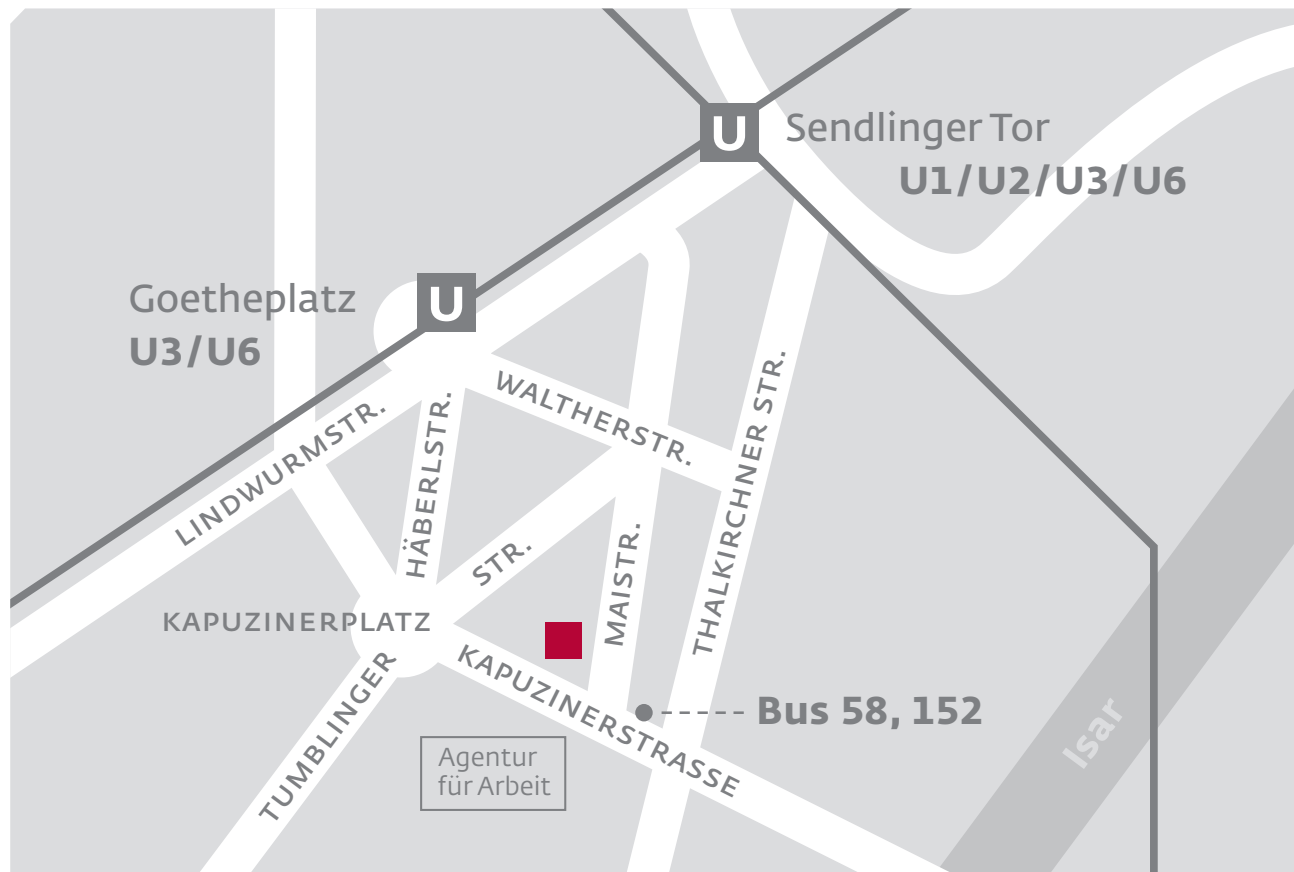 U
Sendlinger Tor
U1/U2/U3/U6
Goetheplatz
U3/U6
U
WALTHERSTR.
LINDWURMSTR.
HÄBERLSTR.
THALKIRCHNER STR.
STR.
MAISTR.
KAPUZINERPLATZ
TUMBLINGER
KAPUZINERSTRASSE
Bus 58, 152
Isar
Agentur
für Arbeit